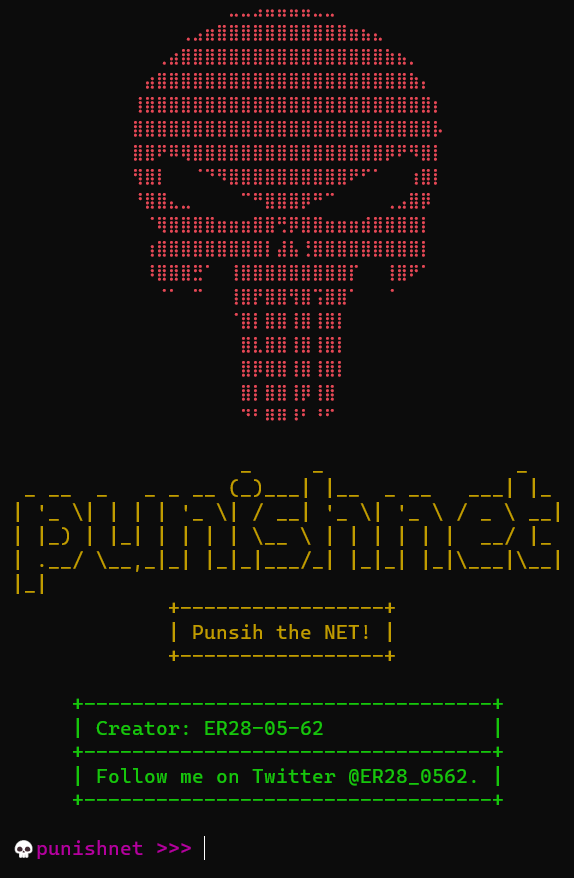 punishnet
Punsih the NET!
Creator: ER28-05-62
Follow me on Twitter @ER28_0562.
punishnet >>>